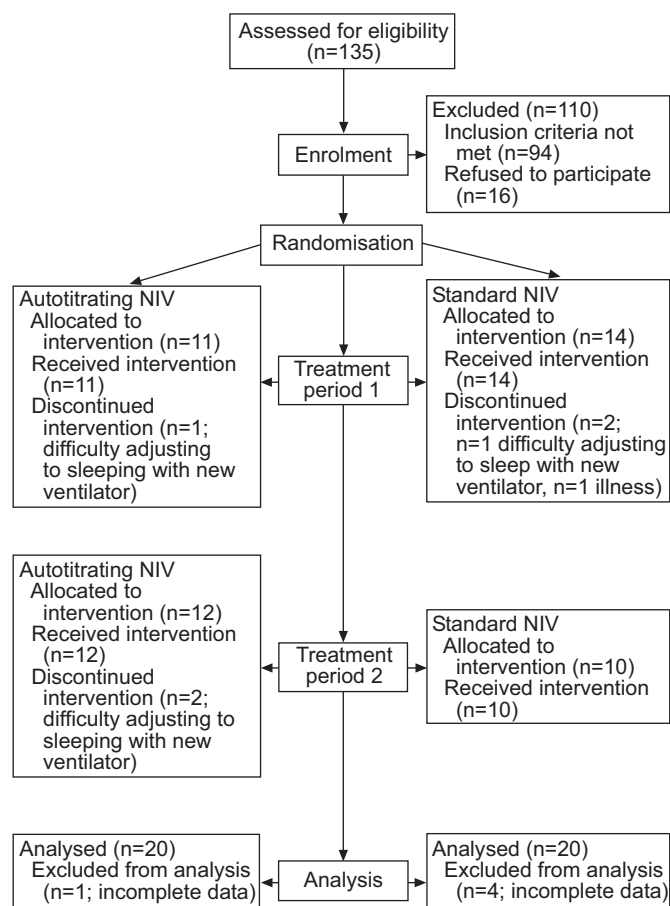 Assessed for eligibility
(n=135)
Excluded (n=110)
Inclusion criteria not
met (n=94)
Refused to participate
(n=16)
Enrolment
Randomisation
Autotitrating NIV
Allocated to
intervention (n=11)
Received intervention
(n=11)
Discontinued
intervention (n=1;
difficulty adjusting
to sleeping with new
ventilator)
Treatment
period 1
Standard NIV
Allocated to
intervention (n=14)
Received intervention
(n=14)
Discontinued
intervention (n=2;
n=1 difficulty adjusting
to sleep with new
ventilator, n=1 illness)
Autotitrating NIV
Allocated to
intervention (n=12)
Received intervention
(n=12)
Discontinued
intervention (n=2;
difficulty adjusting to
sleeping with new
ventilator)
Treatment
period 2
Standard NIV
Allocated to
intervention (n=10)
Received intervention
(n=10)
Analysed (n=20)
Excluded from analysis
(n=1; incomplete data)
Analysis
Analysed (n=20)
Excluded from analysis
(n=4; incomplete data)